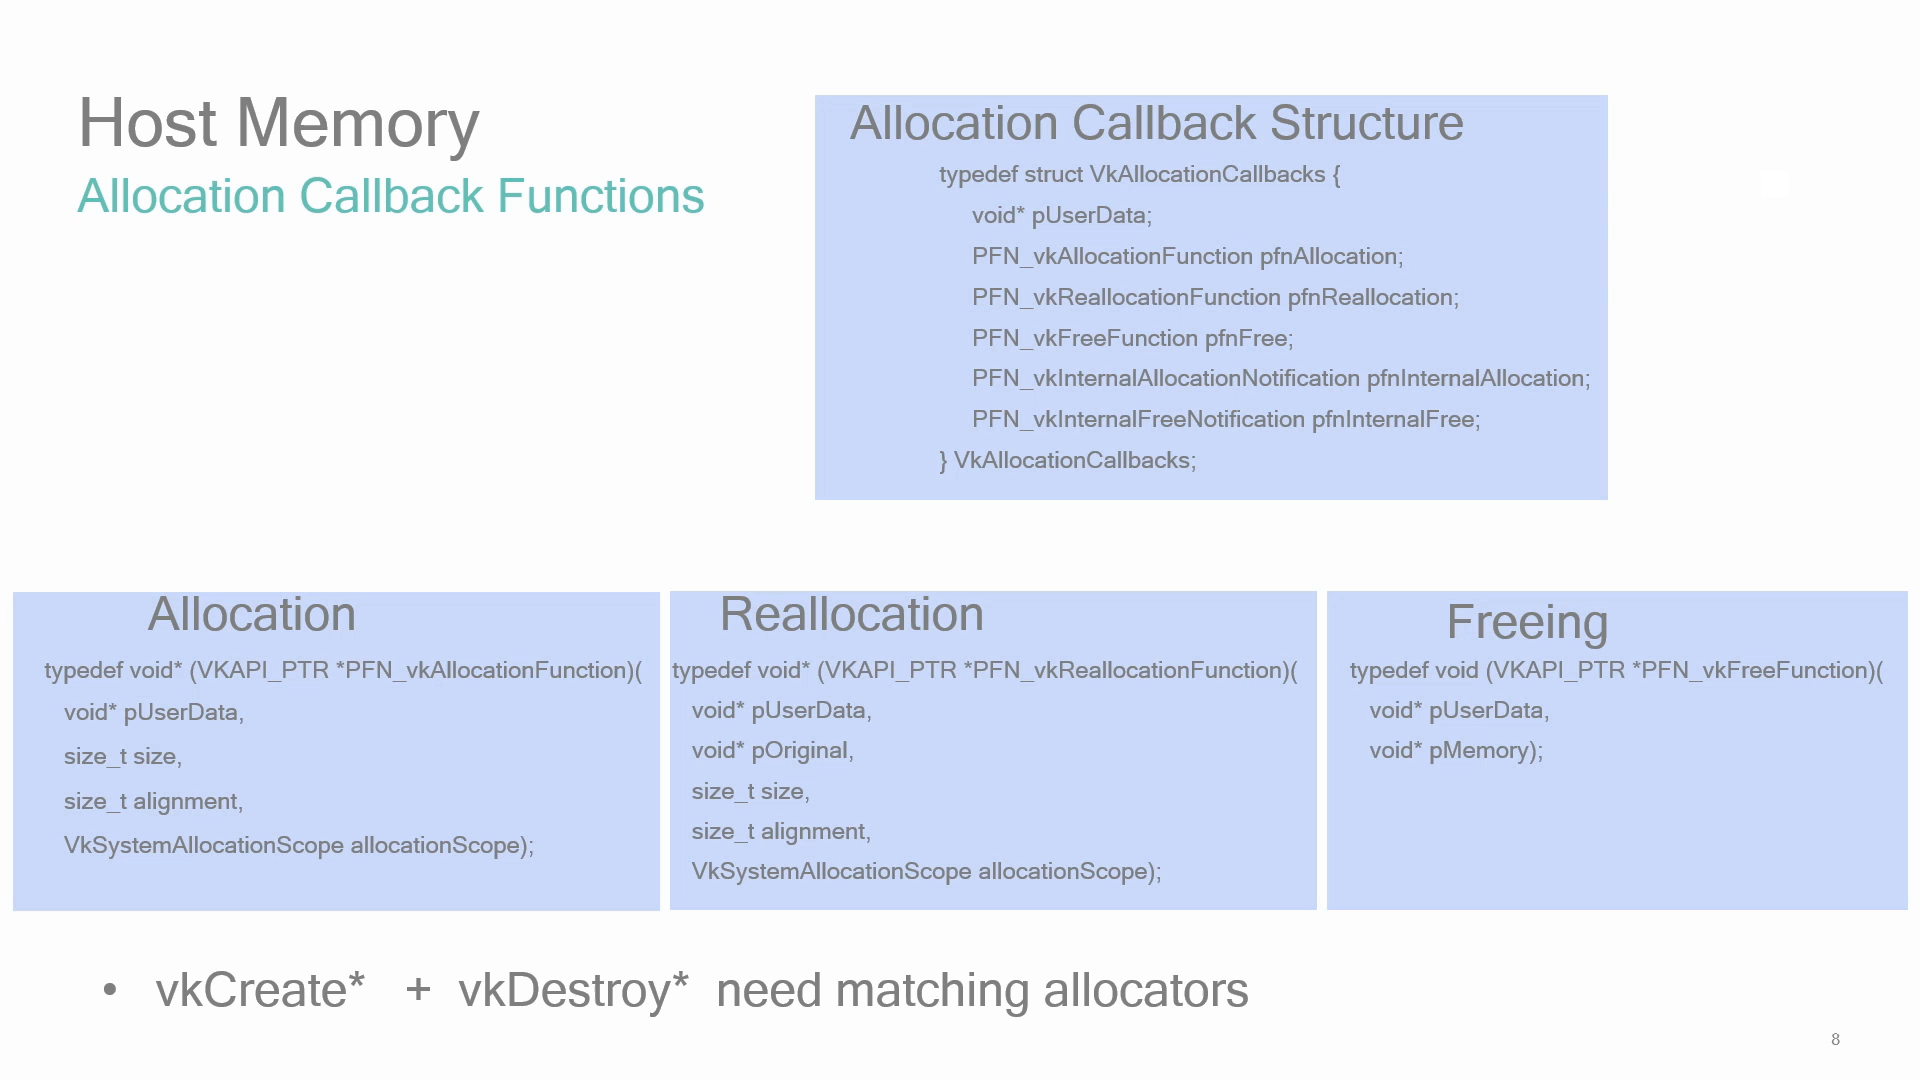 Host Memory
Allocation Callback Functions
Allocation Callback Structure
typedef struct VkAllocationCallbacks {
void* pUserData;
PFN_vkAllocationFunction pfnAllocation;
PFN_vkReallocationFunction pfnReallocation;
PFN_vkFreeFunction pfnFree;
PFN_vkInternalAllocationNotification pfnInternalAllocation;
PFN_vkInternalFreeNotification pfnInternalFree;
} VkAllocationCallbacks;
Allocation
typedef void* (VKAPI_PTR *PFN_vkAllocationFunction)(
void* pUserData,
size_t size,
size_t alignment,
VkSystemAllocationScope allocationScope);
Reallocation
typedef void* (VKAPI_PTR *PFN_vkReallocationFunction)(
void* pUserData,
void* pOriginal,
size_t size,
size_t alignment,
VkSystemAllocationScope allocationScope);
Freeing
typedef void (VKAPI_PTR *PFN_vkFreeFunction)(
void* pUserData,
void* pMemory);
• vkCreate* + vkDestroy* need matching allocators
8